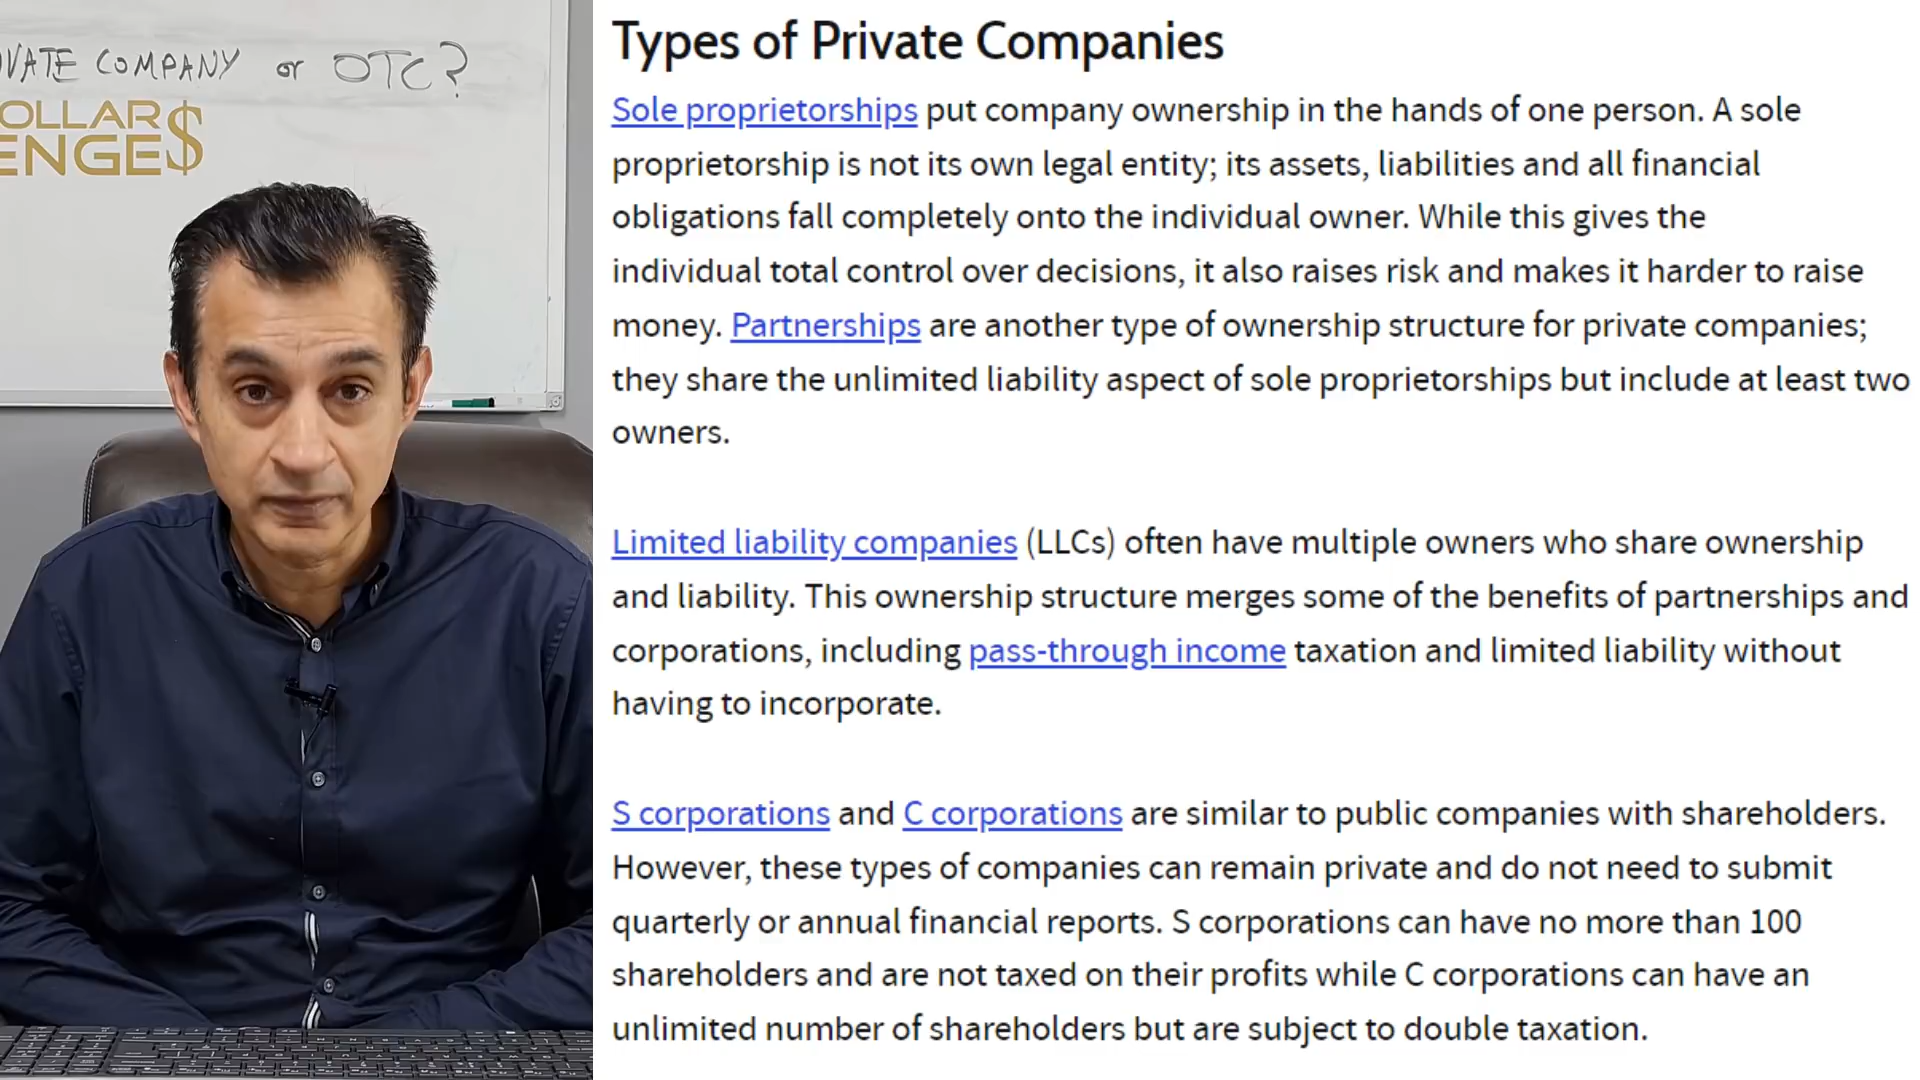 VATE COMPANY or OTC?
OLLAR
ENGE$
Types of Private Companies
Sole proprietorships put company ownership in the hands of one person. A sole
proprietorship is not its own legal entity; its assets, liabilities and all financial
obligations fall completely onto the individual owner. While this gives the
individual total control over decisions, it also raises risk and makes it harder to raise
money. Partnerships are another type of ownership structure for private companies;
they share the unlimited liability aspect of sole proprietorships but include at least two
owners.
Limited liability companies (LLCs) often have multiple owners who share ownership
and liability. This ownership structure merges some of the benefits of partnerships and
corporations, including pass-through income taxation and limited liability without
having to incorporate.
S corporations and C corporations are similar to public companies with shareholders.
However, these types of companies can remain private and do not need to submit
quarterly or annual financial reports. S corporations can have no more than 100
shareholders and are not taxed on their profits while C corporations can have an
unlimited number of shareholders but are subject to double taxation.